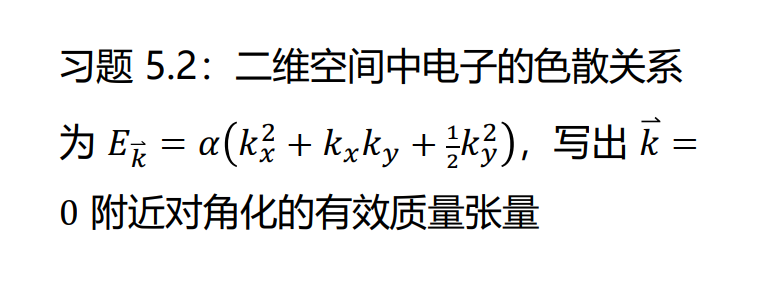 习题 5.2：二维空间中电子的色散关系
为 $E_{\vec{k}} = \alpha(k_x^2 + k_x k_y + \frac{1}{2}k_y^2)$，写出 $\vec{k} =$
0 附近对角化的有效质量张量